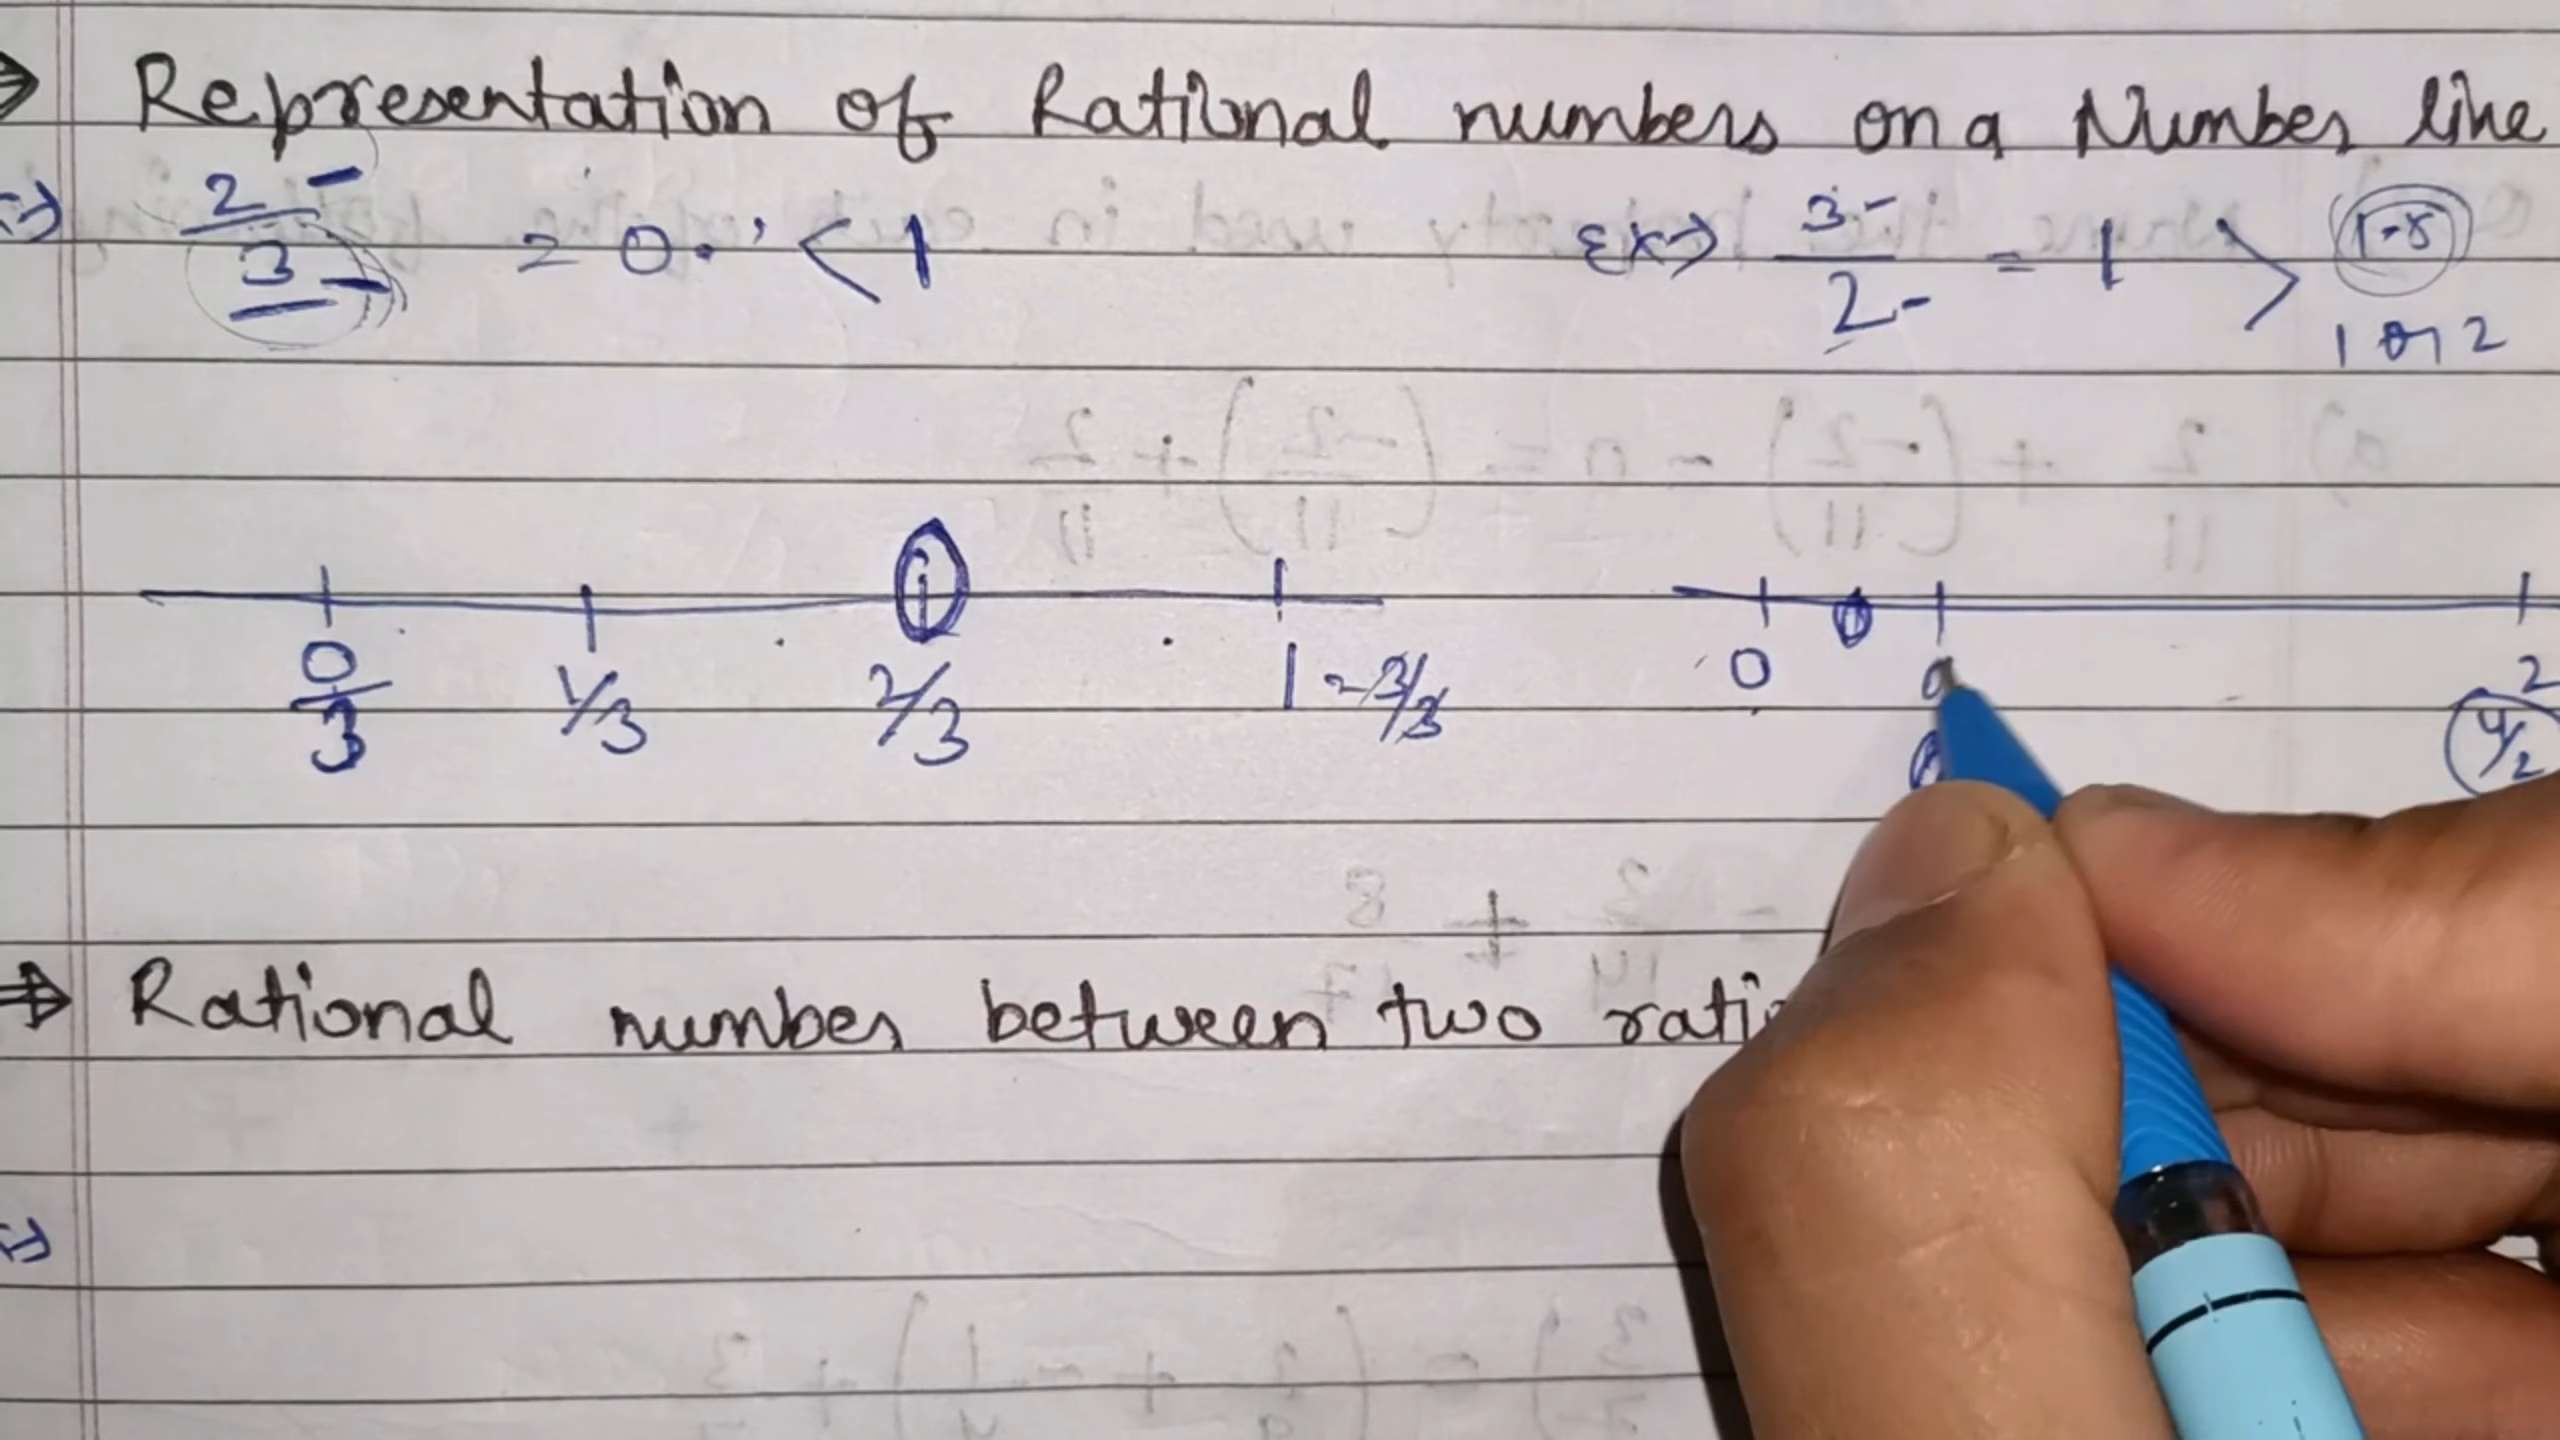 ⇒ Representation of Rational numbers on a Number line
⇒ 2/3 = 0. < 1 Ex→ 3/2 = 1 > 1.5
1 or 2
0/3 1/3 2/3 1 = 3/3 0 2
4/2
⇒ Rational number between two rati
⇒